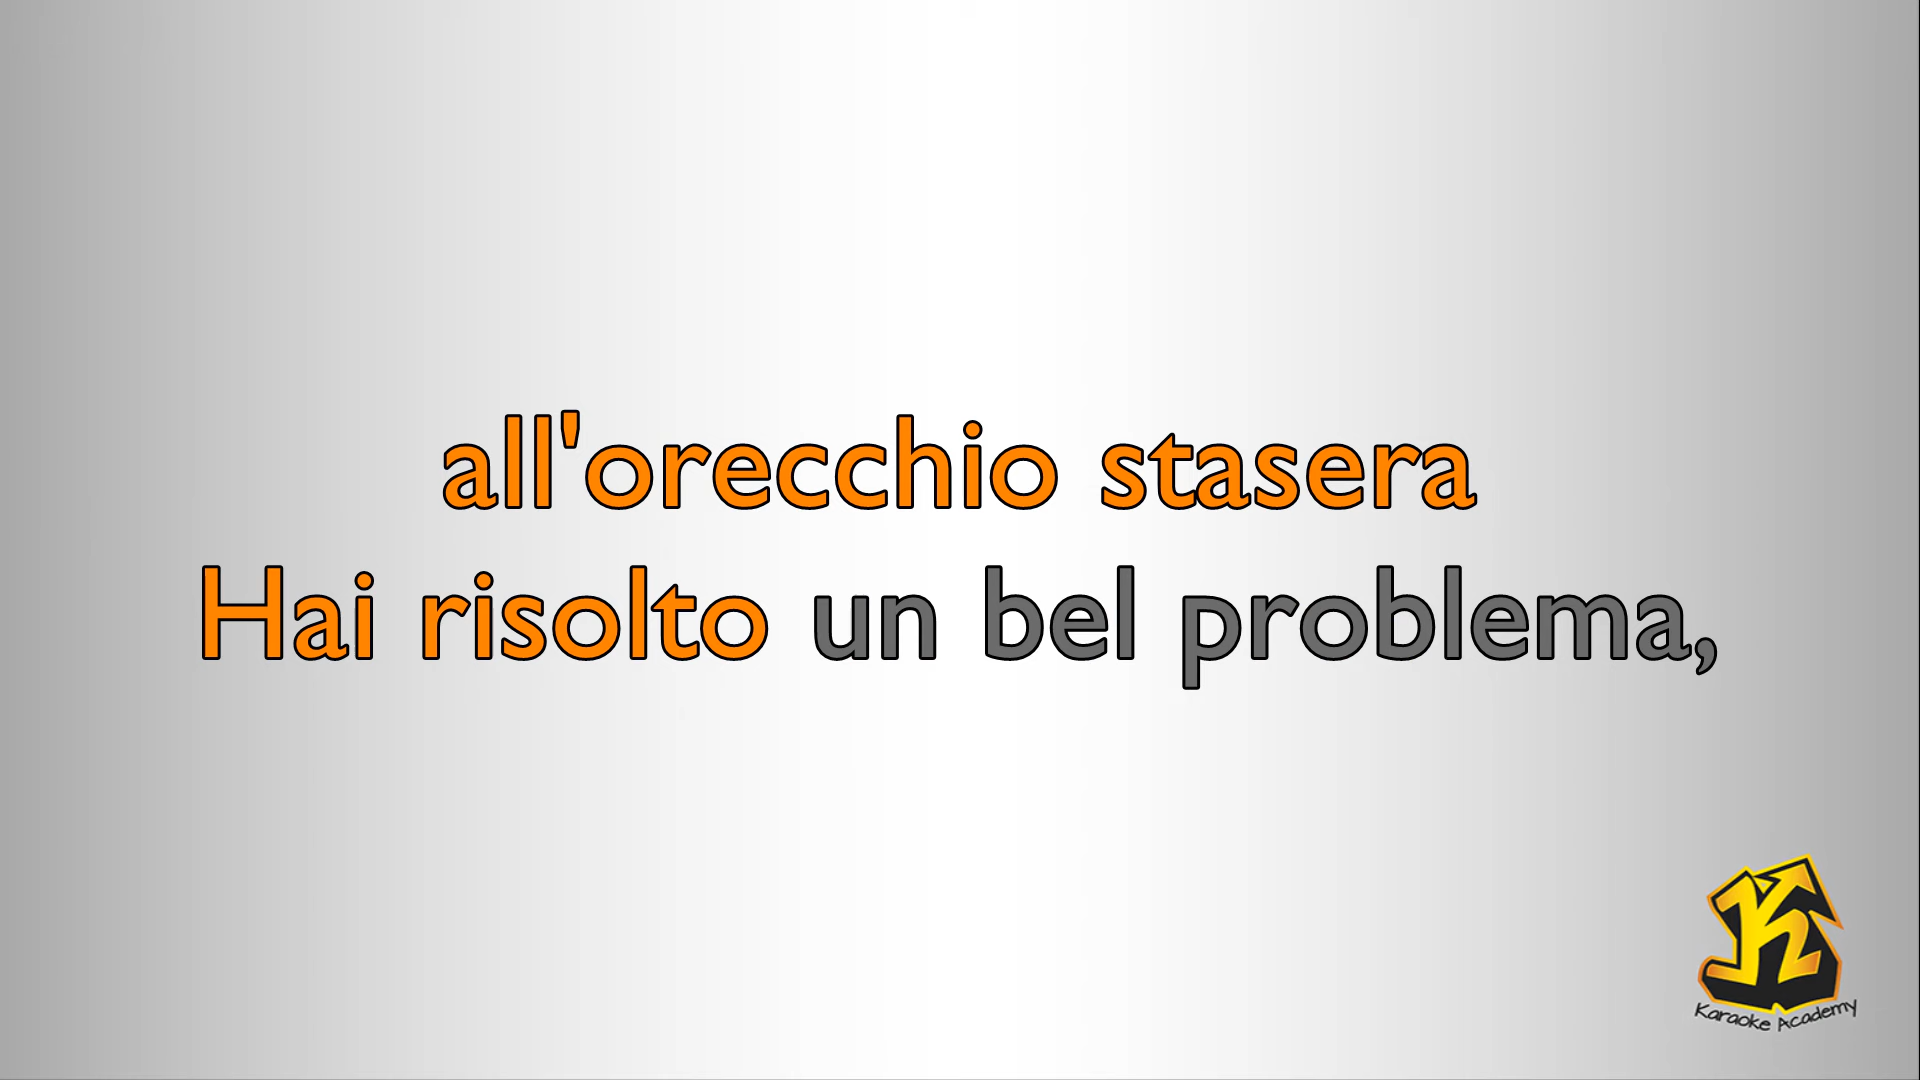 all'orecchio stasera
Hai risolto un bel problema,
K
Karaoke Academy